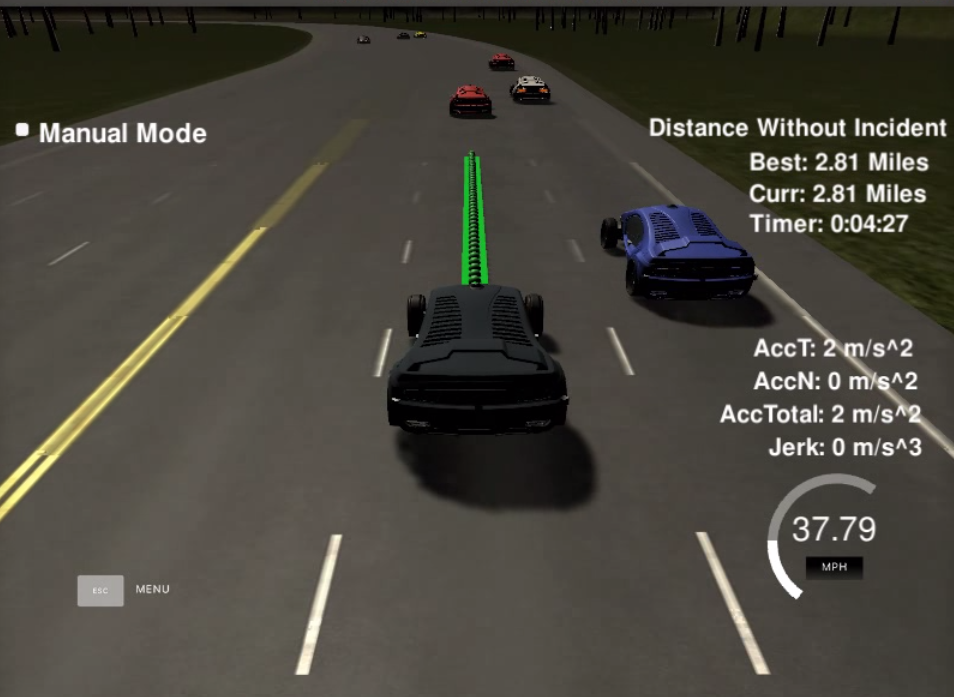 Manual Mode
Distance Without Incident
Best: 2.81 Miles
Curr: 2.81 Miles
Timer: 0:04:27
AccT: 2 m/s^2
AccN: 0 m/s^2
AccTotal: 2 m/s^2
Jerk: 0 m/s^3
37.79
MPH
ESC MENU